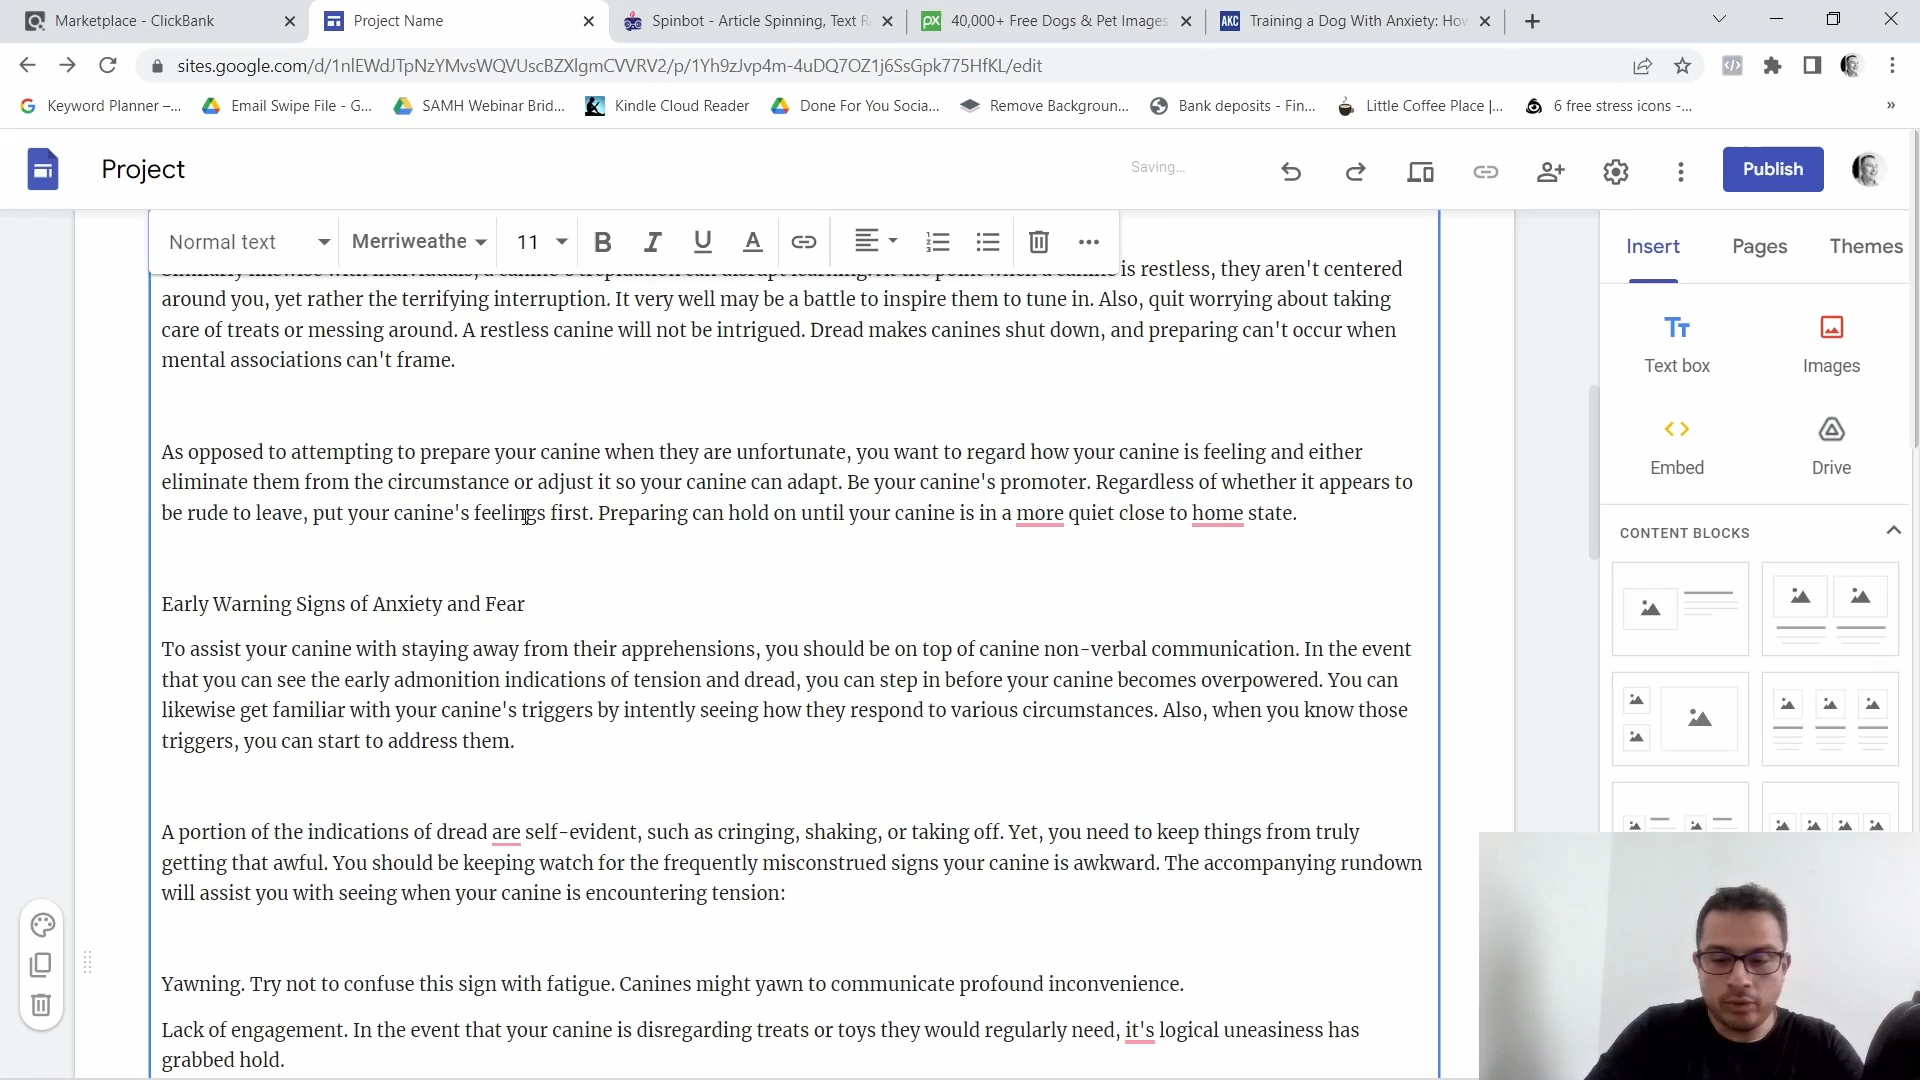 Marketplace - ClickBank
Project Name
Spinbot - Article Spinning, Text R
40,000+ Free Dogs & Pet Images
Training a Dog With Anxiety: How
sites.google.com/d/1nlEWdJTpNzYMvsWQVUscBZXlgmCVVRV2/p/1Yh9zJvp4m-4uDQ7OZ1j6SsGpk775HfKL/edit
Keyword Planner –...
Email Swipe File - G...
SAMH Webinar Brid...
Kindle Cloud Reader
Done For You Socia...
Remove Backgroun...
Bank deposits - Fin...
Little Coffee Place |...
6 free stress icons -...
Project
Saving...
Publish
Normal text
Merriweathe
11
B
I
U
A
Insert
Pages
Themes
is restless, they aren't centered
around you, yet rather the terrifying interruption. It very well may be a battle to inspire them to tune in. Also, quit worrying about taking
care of treats or messing around. A restless canine will not be intrigued. Dread makes canines shut down, and preparing can't occur when
mental associations can't frame.
As opposed to attempting to prepare your canine when they are unfortunate, you want to regard how your canine is feeling and either
eliminate them from the circumstance or adjust it so your canine can adapt. Be your canine's promoter. Regardless of whether it appears to
be rude to leave, put your canine's feelings first. Preparing can hold on until your canine is in a more quiet close to home state.
Early Warning Signs of Anxiety and Fear
To assist your canine with staying away from their apprehensions, you should be on top of canine non-verbal communication. In the event
that you can see the early admonition indications of tension and dread, you can step in before your canine becomes overpowered. You can
likewise get familiar with your canine's triggers by intently seeing how they respond to various circumstances. Also, when you know those
triggers, you can start to address them.
A portion of the indications of dread are self-evident, such as cringing, shaking, or taking off. Yet, you need to keep things from truly
getting that awful. You should be keeping watch for the frequently misconstrued signs your canine is awkward. The accompanying rundown
will assist you with seeing when your canine is encountering tension:
Yawning. Try not to confuse this sign with fatigue. Canines might yawn to communicate profound inconvenience.
Lack of engagement. In the event that your canine is disregarding treats or toys they would regularly need, it's logical uneasiness has
grabbed hold.
Text box
Images
Embed
Drive
CONTENT BLOCKS